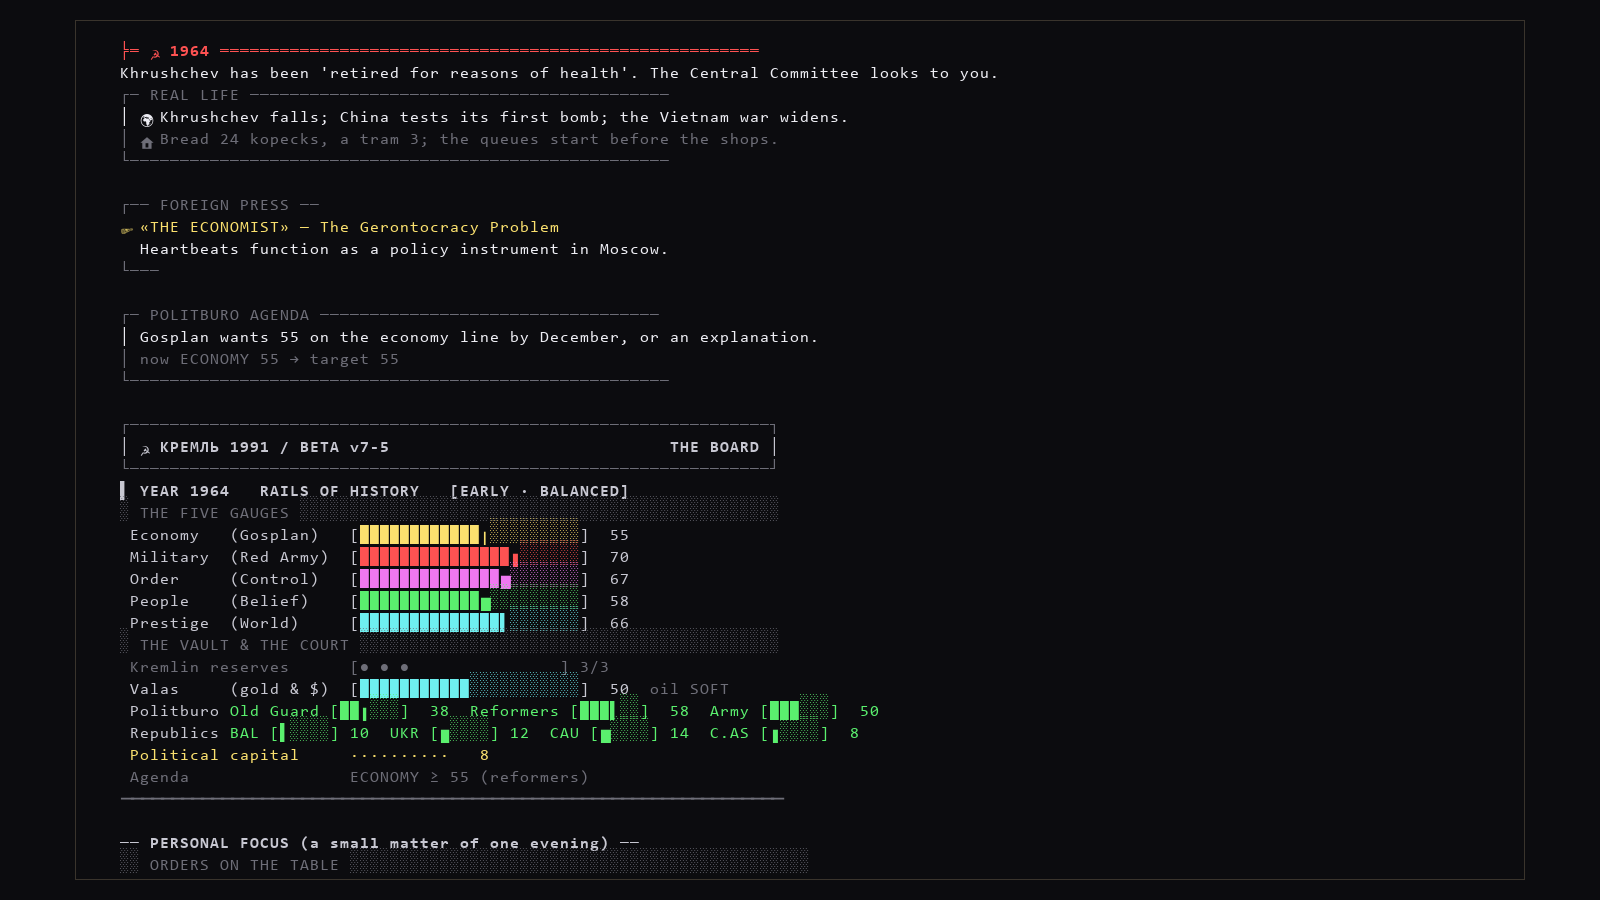 ☭ 1964
Khrushchev has been 'retired for reasons of health'. The Central Committee looks to you.
REAL LIFE
Khrushchev falls; China tests its first bomb; the Vietnam war widens.
Bread 24 kopecks, a tram 3; the queues start before the shops.
FOREIGN PRESS
«THE ECONOMIST» — The Gerontocracy Problem
Heartbeats function as a policy instrument in Moscow.
POLITBURO AGENDA
Gosplan wants 55 on the economy line by December, or an explanation.
now ECONOMY 55 → target 55
☭ КРЕМЛЬ 1991 / BETA v7-5 THE BOARD
YEAR 1964 RAILS OF HISTORY [EARLY · BALANCED]
THE FIVE GAUGES
Economy (Gosplan) [ ] 55
Military (Red Army) [ ] 70
Order (Control) [ ] 67
People (Belief) [ ] 58
Prestige (World) [ ] 66
THE VAULT & THE COURT
Kremlin reserves [● ● ● ] 3/3
Valas (gold & $) [ ] 50 oil SOFT
Politburo Old Guard [ ] 38 Reformers [ ] 58 Army [ ] 50
Republics BAL [ ] 10 UKR [ ] 12 CAU [ ] 14 C.AS [ ] 8
Political capital ·········· 8
Agenda ECONOMY ≥ 55 (reformers)
—— PERSONAL FOCUS (a small matter of one evening) ——
ORDERS ON THE TABLE